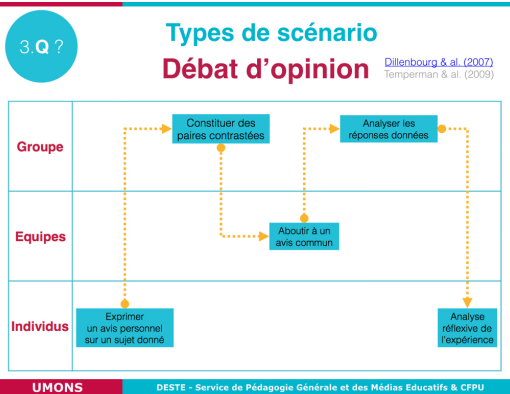 3.Q ?
Types de scénario
Débat d'opinion
Dillenbourg & al. (2007)
Temperman & al. (2009)
Groupe
Constituer des
paires contrastées
Analyser les
réponses données
Equipes
Aboutir à un
avis commun
Individus
Exprimer
un avis personnel
sur un sujet donné
Analyse
réflexive de
l'expérience
UMONS
DESTE - Service de Pédagogie Générale et des Médias Educatifs & CFPU